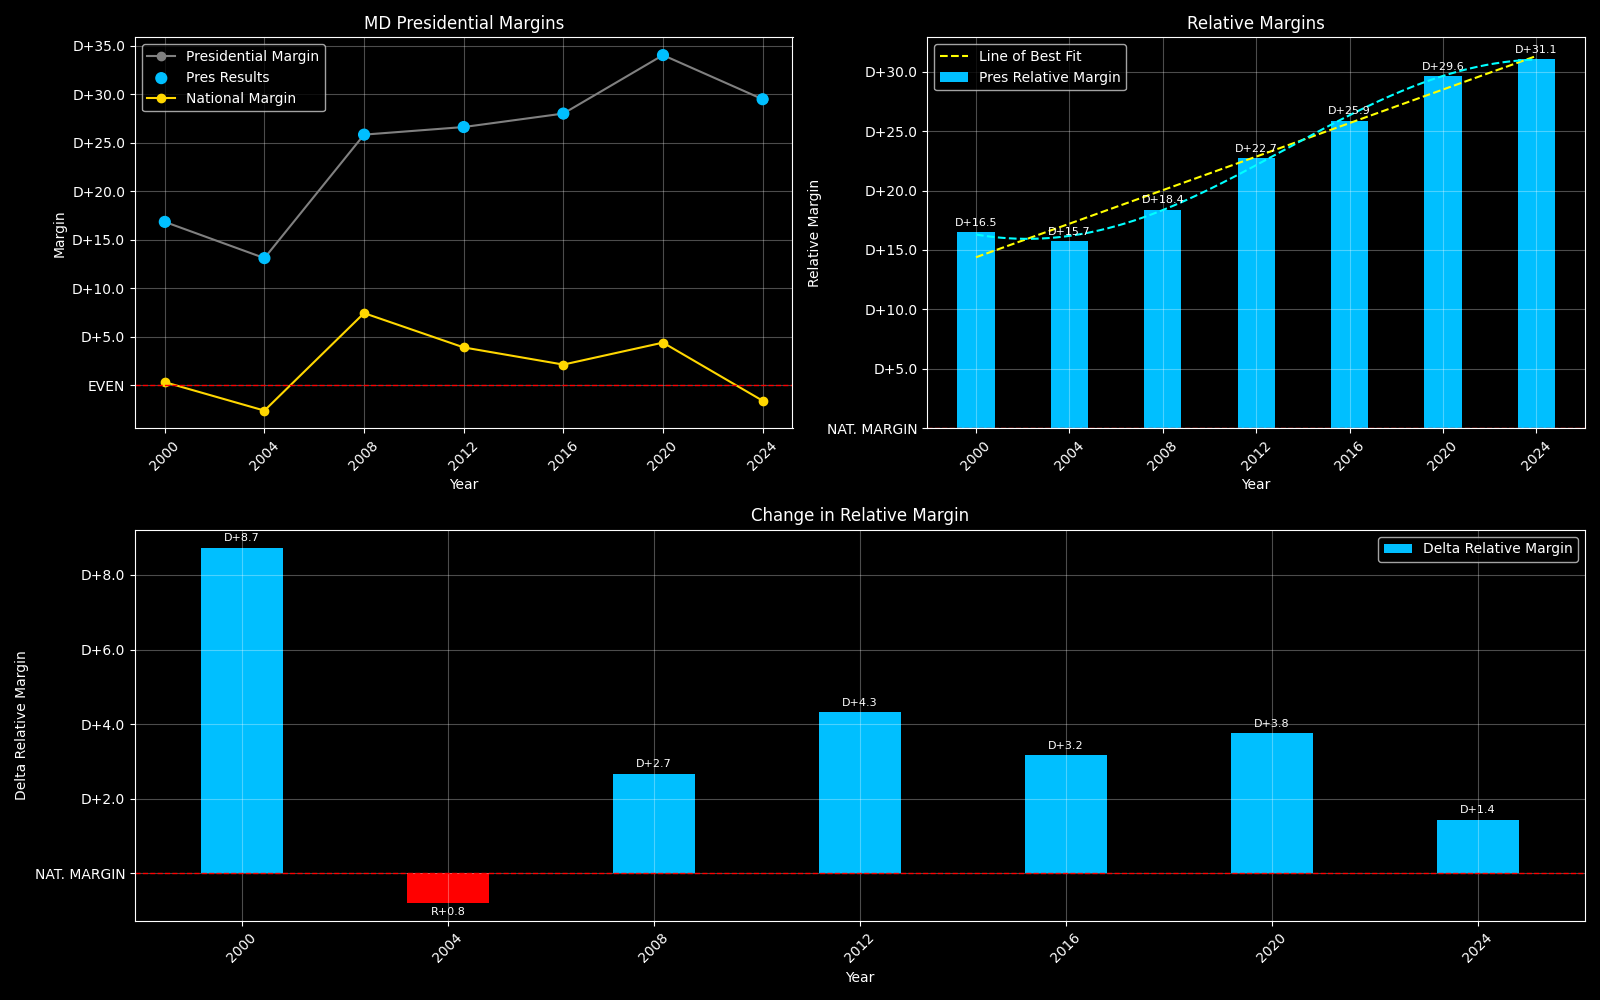 MD Presidential Margins
Presidential Margin
Pres Results
National Margin
D+35.0
D+30.0
D+25.0
D+20.0
D+15.0
D+10.0
D+5.0
EVEN
Margin
2000
2004
2008
2012
2016
2020
2024
Year
Relative Margins
Line of Best Fit
Pres Relative Margin
D+30.0
D+25.0
D+20.0
D+15.0
D+10.0
D+5.0
NAT. MARGIN
Relative Margin
D+16.5
D+15.7
D+18.4
D+22.7
D+25.9
D+29.6
D+31.1
2000
2004
2008
2012
2016
2020
2024
Year
Change in Relative Margin
Delta Relative Margin
D+8.0
D+6.0
D+4.0
D+2.0
NAT. MARGIN
Delta Relative Margin
D+8.7
R+0.8
D+2.7
D+4.3
D+3.2
D+3.8
D+1.4
2000
2004
2008
2012
2016
2020
2024
Year